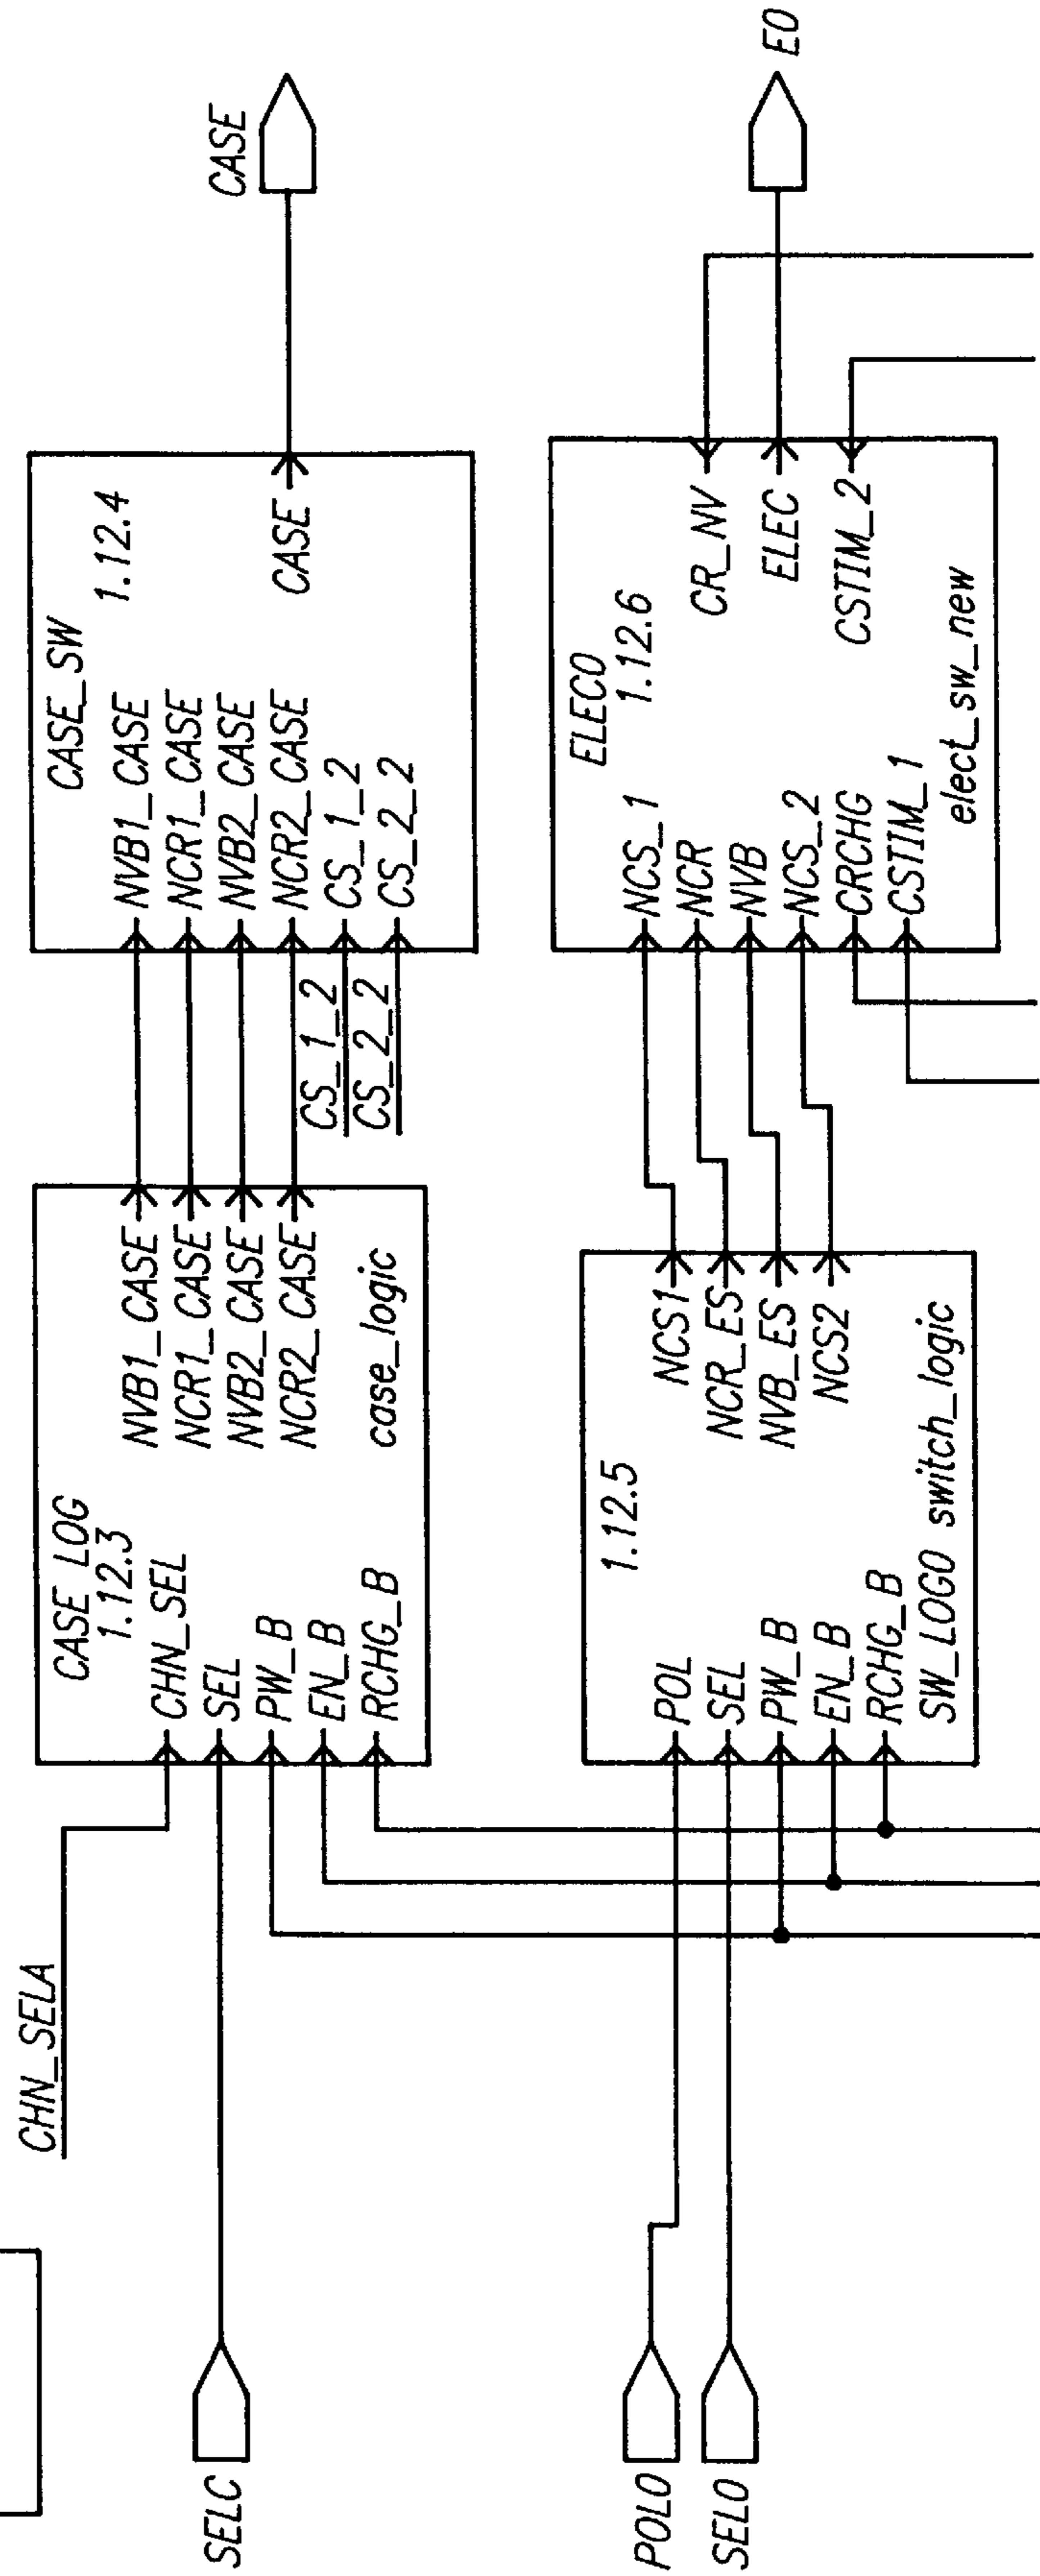 CHN_SELA
SELC
CASE LOG
1.12.3
CHN_SEL
SEL
PW_B
EN_B
RCHG_B
NVB1_CASE
NCR1_CASE
NVB2_CASE
NCR2_CASE
case_logic
CS_1_2
CS_2_2
CASE_SW
1.12.4
NVB1_CASE
NCR1_CASE
NVB2_CASE
NCR2_CASE
CS_1_2
CS_2_2
CASE
CASE
POLO
SELO
1.12.5
POL
SEL
PW_B
EN_B
RCHG_B
NCS1
NCR_ES
NVB_ES
NCS2
SW_LOGO switch_logic
ELECO
1.12.6
NCS_1
NCR
NVB
NCS_2
CRCHG
CSTIM_1
CR_NV
ELEC
CSTIM_2
elect_sw_new
EO